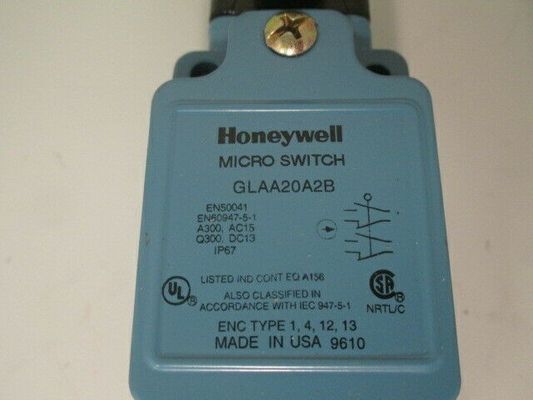 Honeywell
MICRO SWITCH
GLAA20A2B
EN50041
EN60947-5-1
A300, AC15
Q300, DC13
IP67
LISTED IND CONT EQ A156
UL
ALSO CLASSIFIED IN
ACCORDANCE WITH IEC 947-5-1
SA
NRTL/C
ENC TYPE 1, 4, 12, 13
MADE IN USA 9610